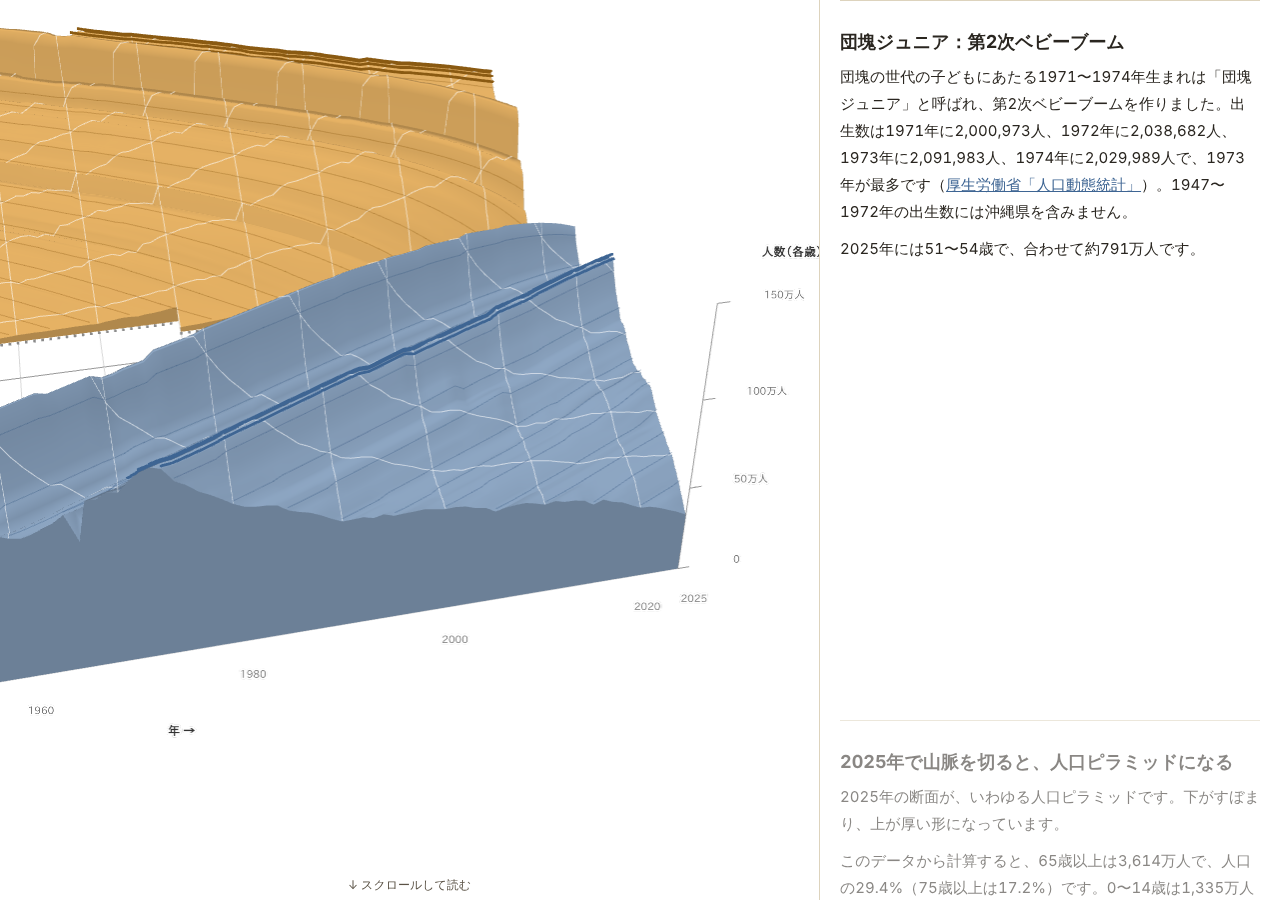 団塊ジュニア：第2次ベビーブーム
団塊の世代の子どもにあたる1971〜1974年生まれは「団塊
ジュニア」と呼ばれ、第2次ベビーブームを作りました。出
生数は1971年に2,000,973人、1972年に2,038,682人、
1973年に2,091,983人、1974年に2,029,989人で、1973
年が最多です（厚生労働省「人口動態統計」）。1947〜
1972年の出生数には沖縄県を含みません。
2025年には51〜54歳で、合わせて約791万人です。
人数（各歳）
150万人
100万人
50万人
0
2025
2020
2000
1980
1960
年 →
↓ スクロールして読む
2025年で山脈を切ると、人口ピラミッドになる
2025年の断面が、いわゆる人口ピラミッドです。下がすぼま
り、上が厚い形になっています。
このデータから計算すると、65歳以上は3,614万人で、人口
の29.4%（75歳以上は17.2%）です。0〜14歳は1,335万人